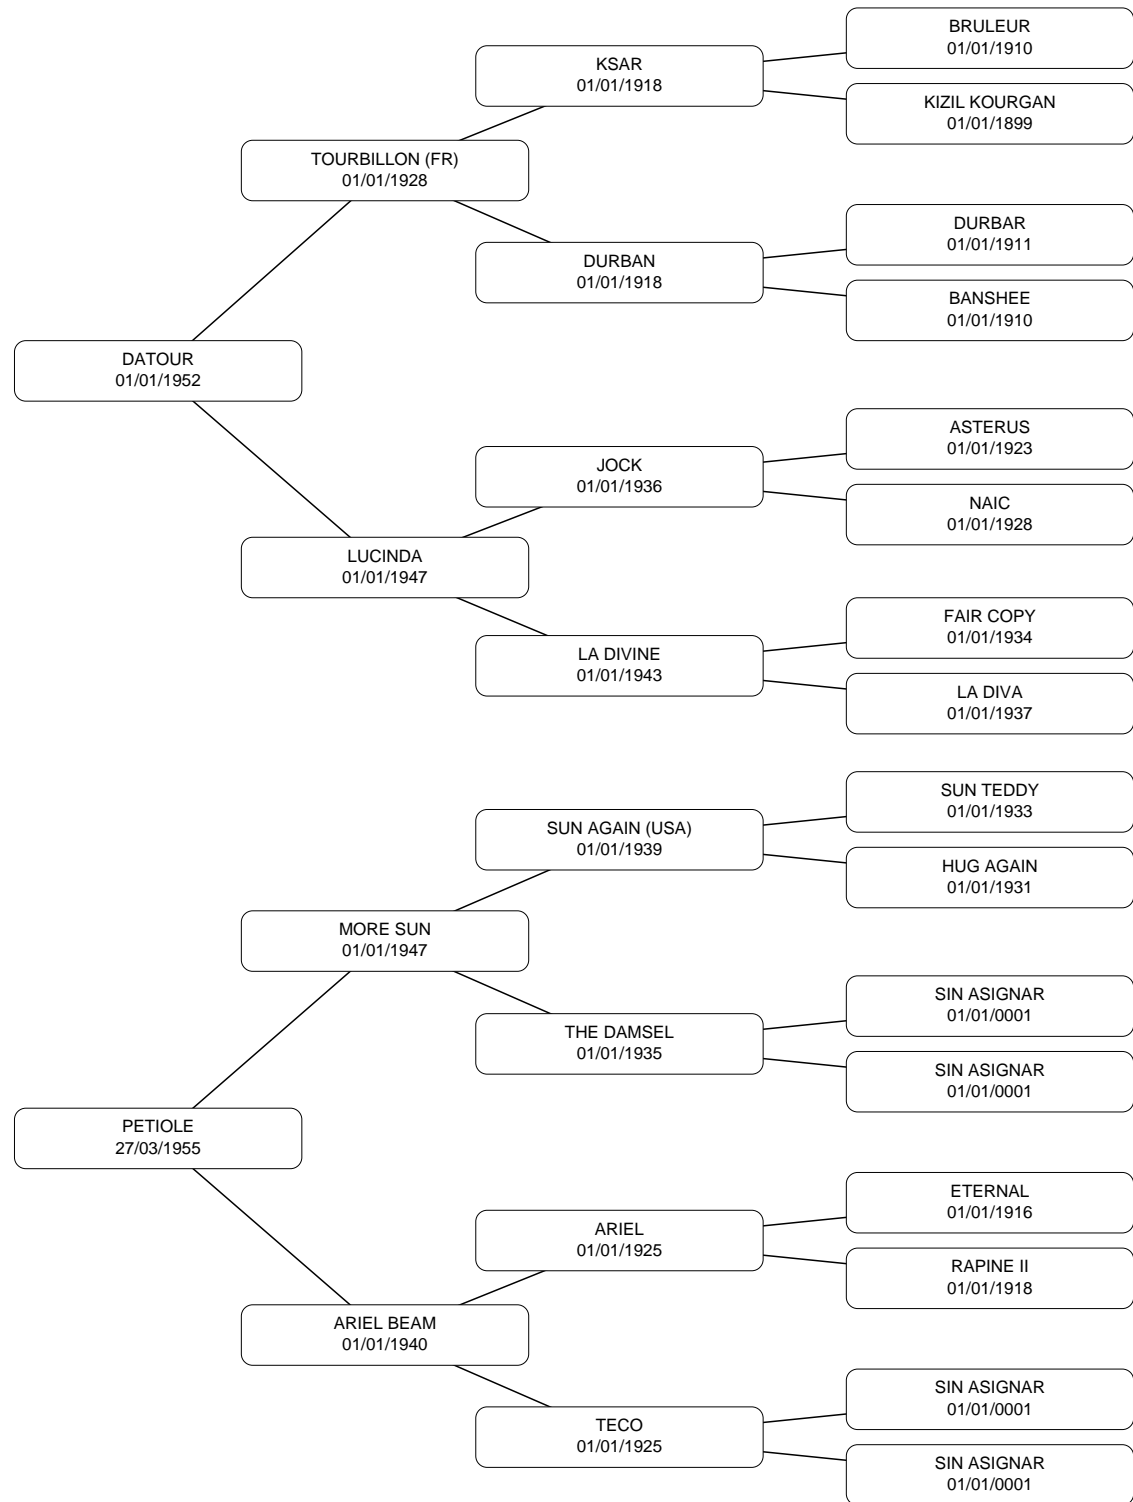 BRULEUR
01/01/1910
KSAR
01/01/1918
KIZIL KOURGAN
01/01/1899
TOURBILLON (FR)
01/01/1928
DURBAR
01/01/1911
DURBAN
01/01/1918
BANSHEE
01/01/1910
DATOUR
01/01/1952
ASTERUS
01/01/1923
JOCK
01/01/1936
NAIC
01/01/1928
LUCINDA
01/01/1947
FAIR COPY
01/01/1934
LA DIVINE
01/01/1943
LA DIVA
01/01/1937
SUN TEDDY
01/01/1933
SUN AGAIN (USA)
01/01/1939
HUG AGAIN
01/01/1931
MORE SUN
01/01/1947
SIN ASIGNAR
01/01/0001
THE DAMSEL
01/01/1935
SIN ASIGNAR
01/01/0001
PETIOLE
27/03/1955
ETERNAL
01/01/1916
ARIEL
01/01/1925
RAPINE II
01/01/1918
ARIEL BEAM
01/01/1940
SIN ASIGNAR
01/01/0001
TECO
01/01/1925
SIN ASIGNAR
01/01/0001